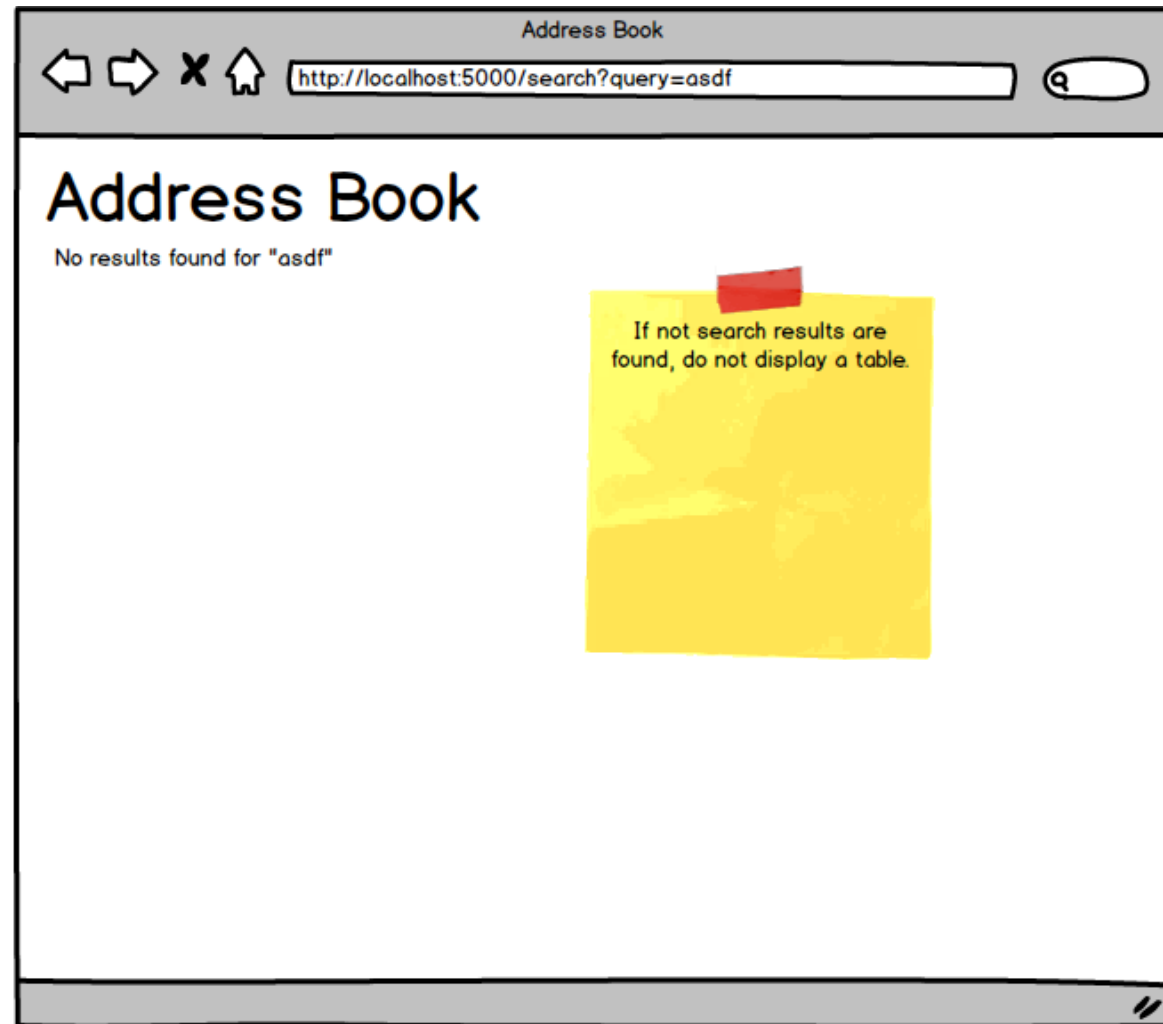 Address Book
http://localhost:5000/search?query=asdf
Address Book
No results found for "asdf"
If not search results are
found, do not display a table.